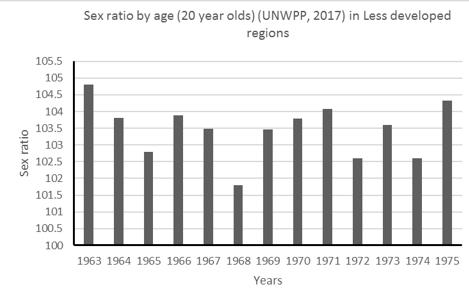 Sex ratio by age (20 year olds) (UNWPP, 2017) in Less developed
regions
105.5
105
104.5
104
103.5
103
102.5
102
101.5
101
100.5
100
Sex ratio
1963 1964 1965 1966 1967 1968 1969 1970 1971 1972 1973 1974 1975
Years